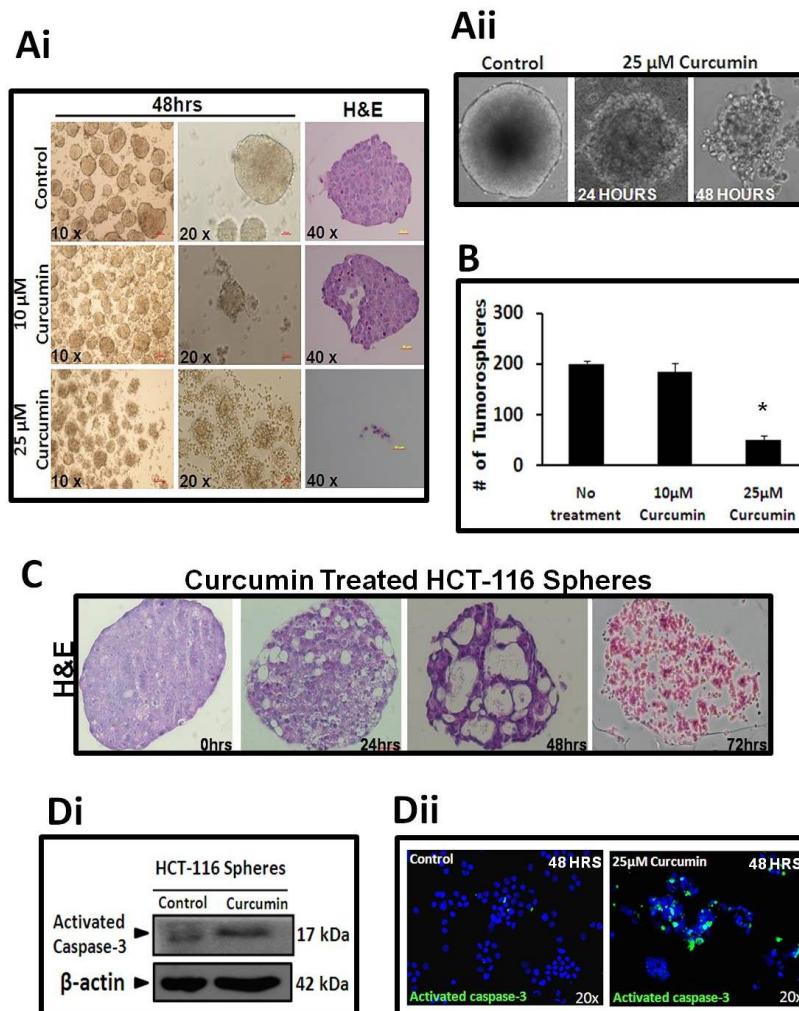 Ai
48hrs
H&E
Control
10 x
20 x
40 x
10 µM
Curcumin
10 x
20 x
40 x
25 µM
Curcumin
10 x
20 x
40 x
Aii
Control
25 µM Curcumin
24 HOURS
48 HOURS
B
# of Tumorospheres
300
200
100
0
*
No
treatment
10µM
Curcumin
25µM
Curcumin
C
Curcumin Treated HCT-116 Spheres
H&E
0hrs
24hrs
48hrs
72hrs
Di
HCT-116 Spheres
Control
Curcumin
Activated
Caspase-3
17 kDa
β-actin
42 kDa
Dii
Control
48 HRS
Activated caspase-3
20x
25µM Curcumin
48 HRS
Activated caspase-3
20x